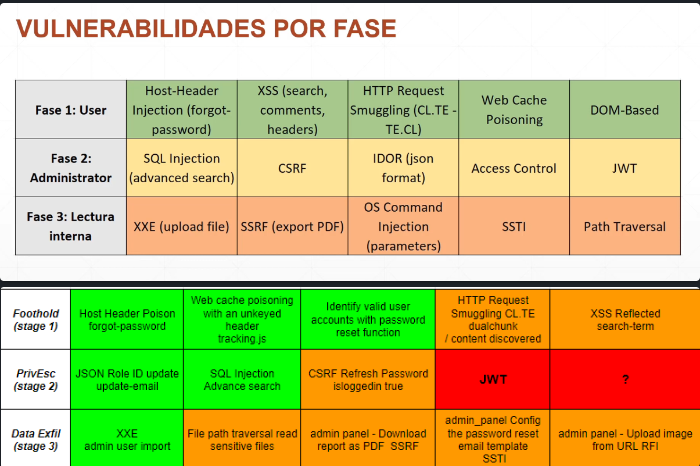 VULNERABILIDADES POR FASE
Fase 1: User
Host-Header
Injection (forgot-
password)
XSS (search,
comments,
headers)
HTTP Request
Smuggling (CL.TE -
TE.CL)
Web Cache
Poisoning
DOM-Based
Fase 2:
Administrator
SQL Injection
(advanced search)
CSRF
IDOR (json
format)
Access Control
JWT
Fase 3: Lectura
interna
XXE (upload file)
SSRF (export PDF)
OS Command
Injection
(parameters)
SSTI
Path Traversal
Foothold
(stage 1)
Host Header Poison
forgot-password
Web cache poisoning
with an unkeyed
header
tracking.js
Identify valid user
accounts with password
reset function
HTTP Request
Smuggling CL.TE
dualchunk
/ content discovered
XSS Reflected
search-term
PrivEsc
(stage 2)
JSON Role ID update
update-email
SQL Injection
Advance search
CSRF Refresh Password
isloggedin true
JWT
?
Data Exfil
(stage 3)
XXE
admin user import
File path traversal read
sensitive files
admin panel - Download
report as PDF SSRF
admin_panel Config
the password reset
email template
SSTI
admin panel - Upload image
from URL RFI